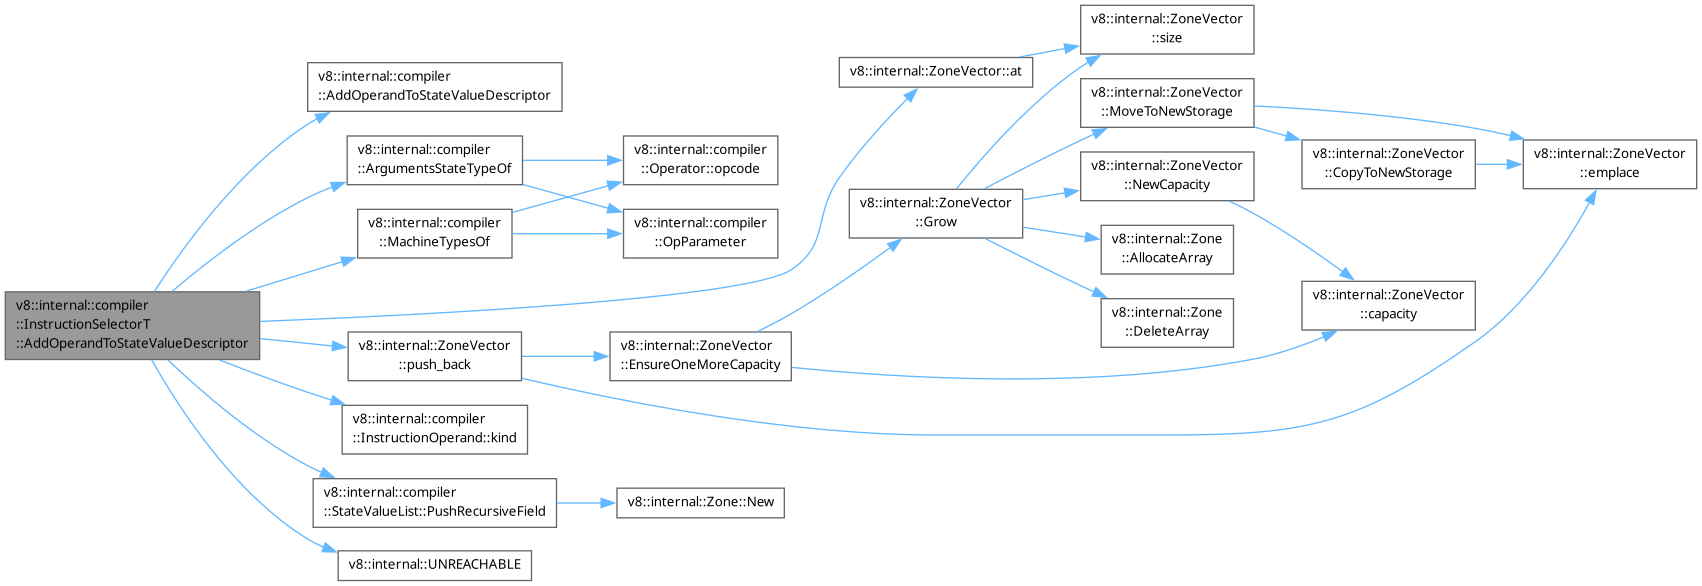 v8::internal::compiler
::InstructionSelectorT
::AddOperandToStateValueDescriptor
v8::internal::compiler
::AddOperandToStateValueDescriptor
v8::internal::compiler
::ArgumentsStateTypeOf
v8::internal::compiler
::MachineTypesOf
v8::internal::ZoneVector
::push_back
v8::internal::compiler
::InstructionOperand::kind
v8::internal::compiler
::StateValueList::PushRecursiveField
v8::internal::UNREACHABLE
v8::internal::compiler
::Operator::opcode
v8::internal::compiler
::OpParameter
v8::internal::ZoneVector
::EnsureOneMoreCapacity
v8::internal::Zone::New
v8::internal::ZoneVector::at
v8::internal::ZoneVector
::Grow
v8::internal::ZoneVector
::size
v8::internal::ZoneVector
::MoveToNewStorage
v8::internal::ZoneVector
::NewCapacity
v8::internal::Zone
::AllocateArray
v8::internal::Zone
::DeleteArray
v8::internal::ZoneVector
::CopyToNewStorage
v8::internal::ZoneVector
::capacity
v8::internal::ZoneVector
::emplace